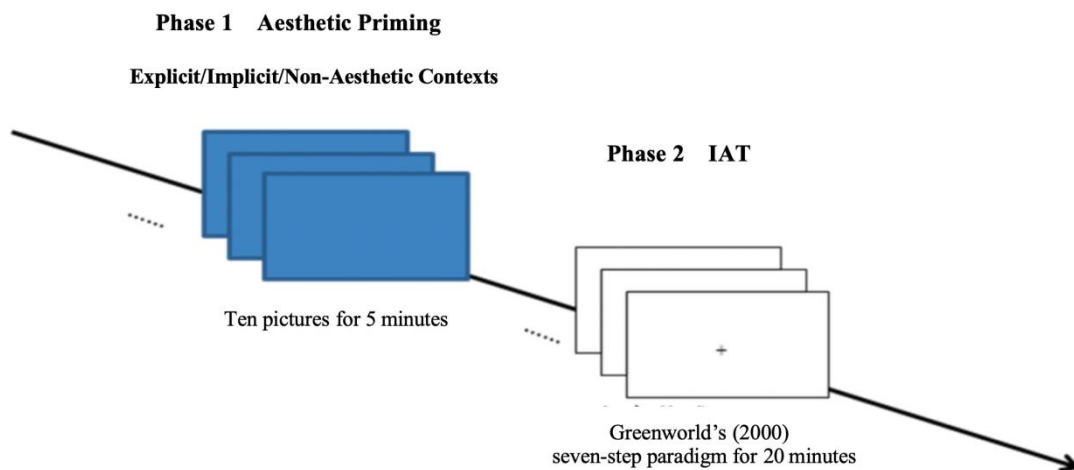 Phase 1 Aesthetic Priming
Explicit/Implicit/Non-Aesthetic Contexts
Phase 2 IAT
Ten pictures for 5 minutes
Greenworld's (2000)
seven-step paradigm for 20 minutes